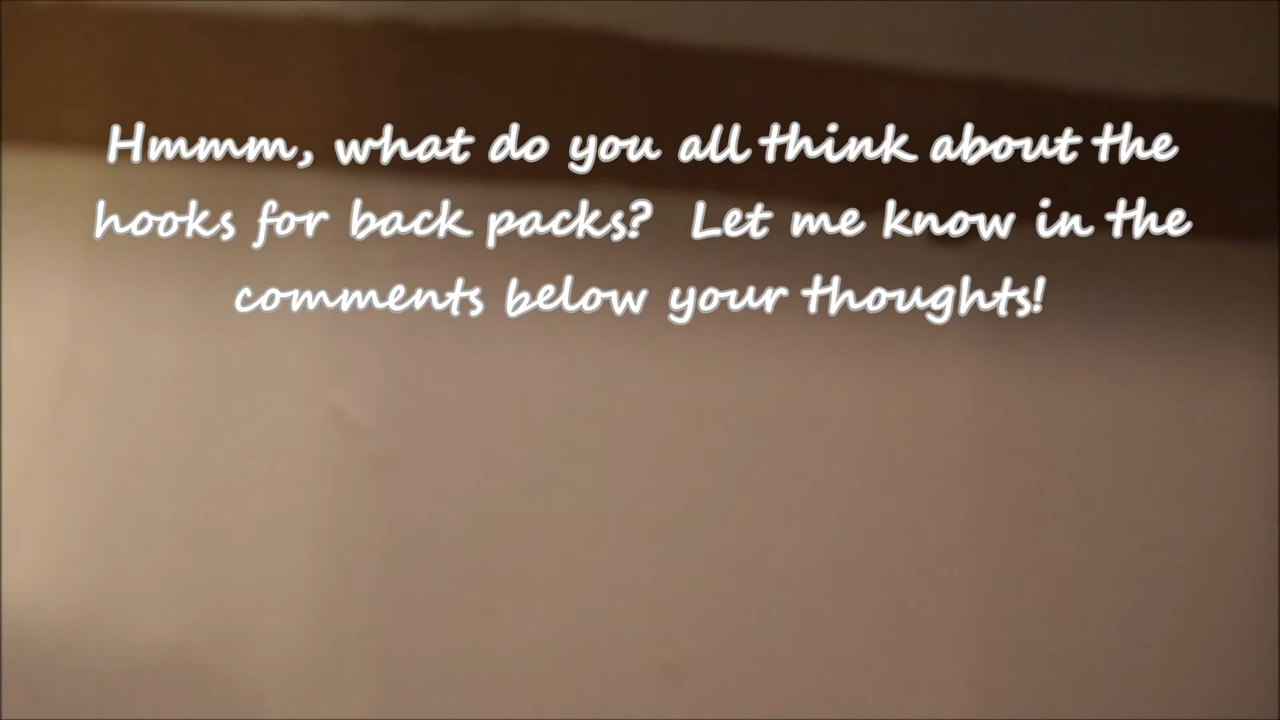 Hmmm, what do you all think about the
hooks for back packs?  Let me know in the
comments below your thoughts!